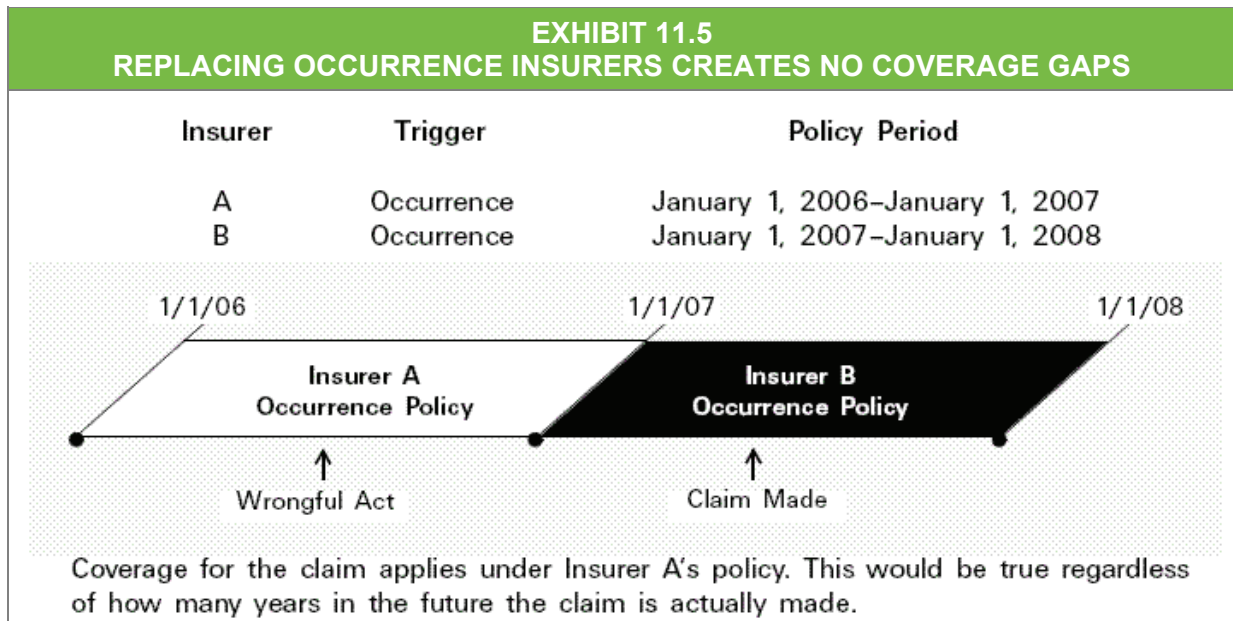 EXHIBIT 11.5
REPLACING OCCURRENCE INSURERS CREATES NO COVERAGE GAPS
Insurer Trigger Policy Period
A Occurrence January 1, 2006–January 1, 2007
B Occurrence January 1, 2007–January 1, 2008
1/1/06 1/1/07 1/1/08
Insurer A Insurer B
Occurrence Policy Occurrence Policy
Wrongful Act Claim Made
Coverage for the claim applies under Insurer A's policy. This would be true regardless
of how many years in the future the claim is actually made.